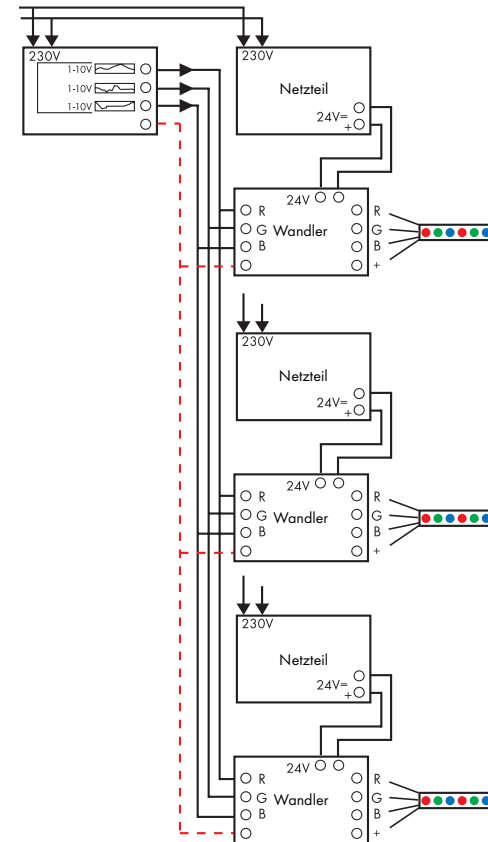 230V
1-10V
1-10V
1-10V
230V
Netzteil
24V=
+
24V
R R
G Wandler G
B B
+
230V
Netzteil
24V=
+
24V
R R
G Wandler G
B B
+
230V
Netzteil
24V=
+
24V
R R
G Wandler G
B B
+